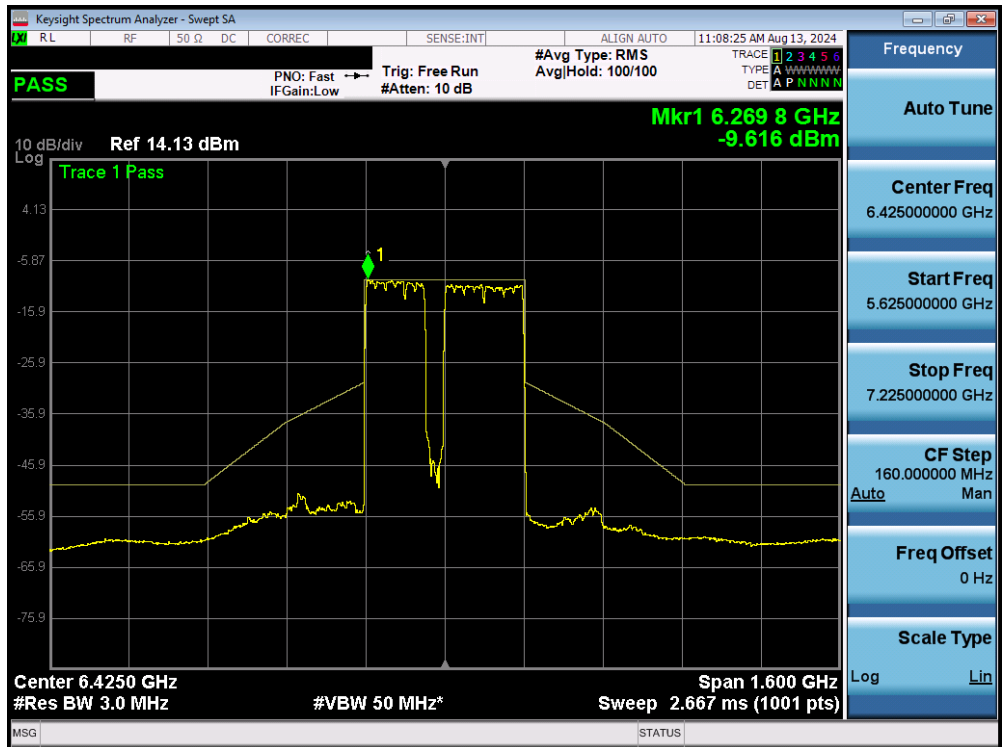 Keysight Spectrum Analyzer - Swept SA
LXI RL RF 50 Ω DC CORREC SENSE:INT ALIGN AUTO 11:08:25 AM Aug 13, 2024
PASS
PNO: Fast
IFGain:Low
Trig: Free Run
#Atten: 10 dB
#Avg Type: RMS
Avg|Hold: 100/100
TRACE 1 2 3 4 5 6
TYPE A WWWWW
DET A P N N N N
Mkr1 6.269 8 GHz
-9.616 dBm
10 dB/div
Log
Ref 14.13 dBm
Trace 1 Pass
1
4.13
-5.87
-15.9
-25.9
-35.9
-45.9
-55.9
-65.9
-75.9
Center 6.4250 GHz
#Res BW 3.0 MHz
#VBW 50 MHz*
Span 1.600 GHz
Sweep 2.667 ms (1001 pts)
MSG
STATUS
Frequency
Auto Tune
Center Freq
6.425000000 GHz
Start Freq
5.625000000 GHz
Stop Freq
7.225000000 GHz
CF Step
160.000000 MHz
Auto Man
Freq Offset
0 Hz
Scale Type
Log Lin